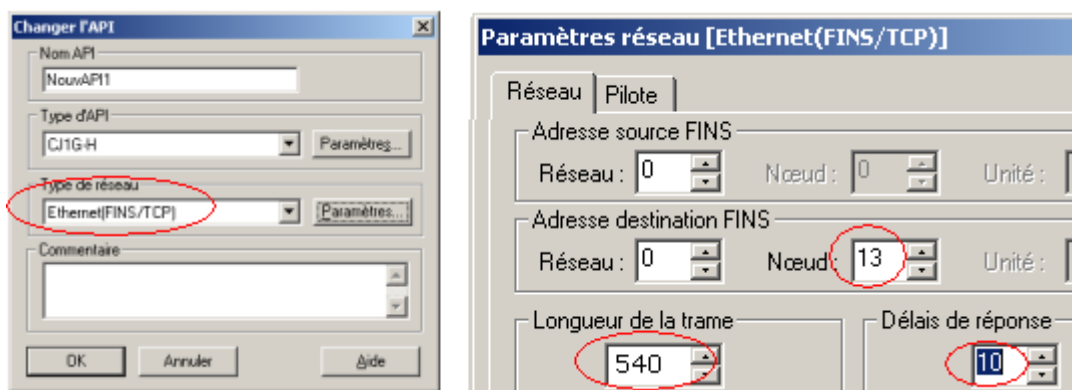 Changer l'API
Nom API
NouvAPI1
Type d'API
CJ1G-H
Paramètres...
Type de réseau
Ethernet(FINS/TCP)
Paramètres...
Commentaire
OK
Annuler
Aide
Paramètres réseau [Ethernet(FINS/TCP)]
Réseau
Pilote
Adresse source FINS
Réseau : 0
Nœud : 0
Unité :
Adresse destination FINS
Réseau : 0
Nœud : 13
Unité :
Longueur de la trame
540
Délais de réponse
10